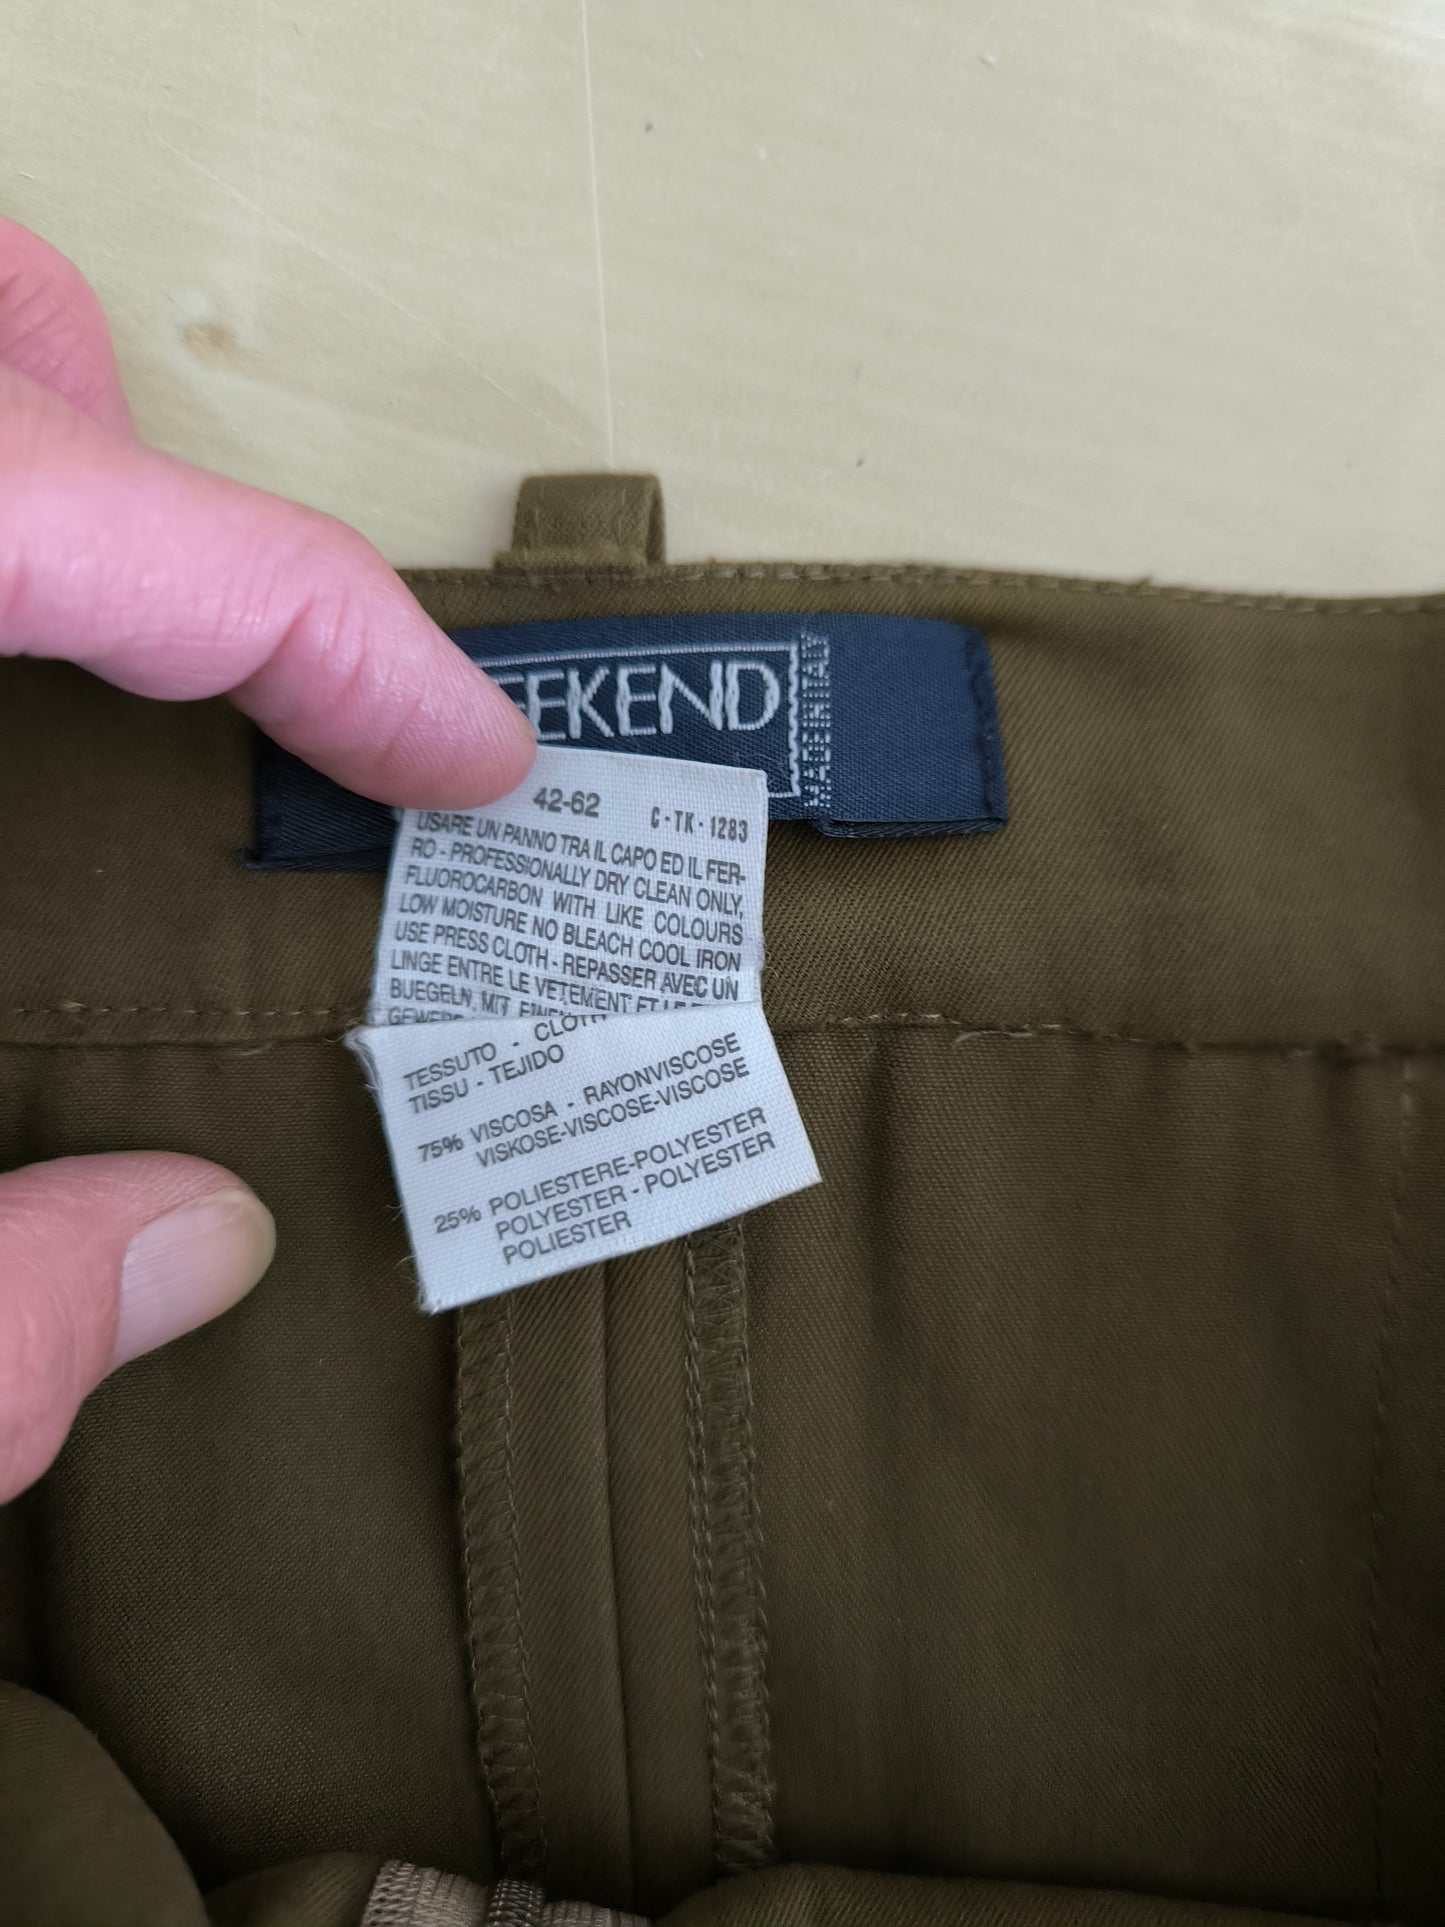 EEKEND
MADE IN ITALY
42-62 C-TK-1283
USARE UN PANNO TRA IL CAPO ED IL FER-
RO - PROFESSIONALLY DRY CLEAN ONLY,
FLUOROCARBON WITH LIKE COLOURS
LOW MOISTURE NO BLEACH COOL IRON
USE PRESS CLOTH - REPASSER AVEC UN
LINGE ENTRE LE VETEMENT ET LE
BUEGELN MIT EINEN
TESSUTO - CLOTH
TISSU - TEJIDO
75% VISCOSA - RAYONVISCOSE
VISKOSE-VISCOSE-VISCOSE
25% POLIESTERE-POLYESTER
POLYESTER - POLYESTER
POLIESTER